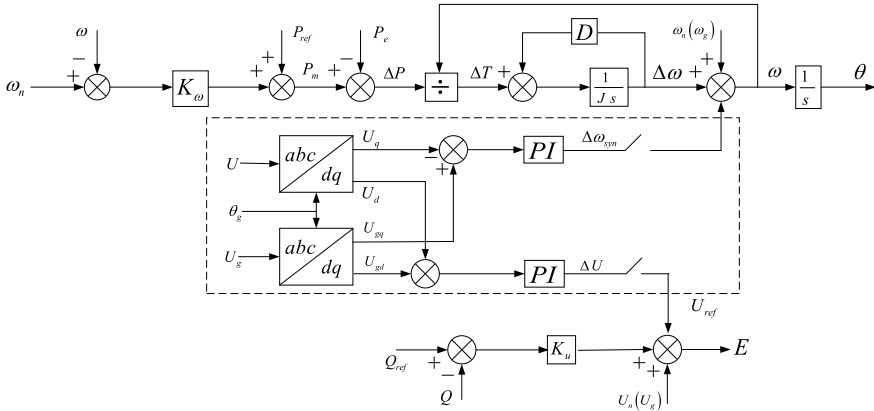 ω P_ref P_e D ω_n(ω_g)
− + − +
ω_n + K_ω + P_m + ΔP ÷ ΔT + 1/Js Δω + ω 1/s θ
+
U abc/dq U_q − PI Δω_syn
+
U_d
θ_g
U_g abc/dq U_gq
U_gd PI ΔU
U_ref
Q_ref + K_u + E
− +
Q U_n(U_g)